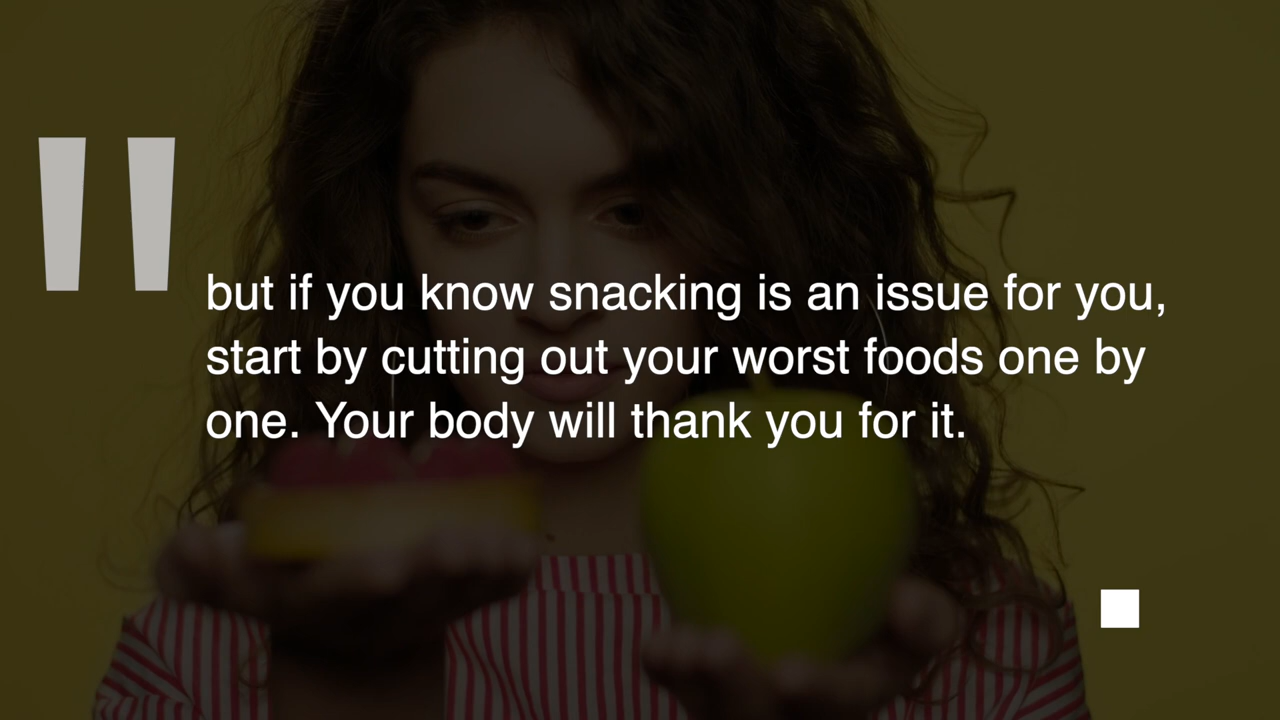 "
but if you know snacking is an issue for you,
start by cutting out your worst foods one by
one. Your body will thank you for it.